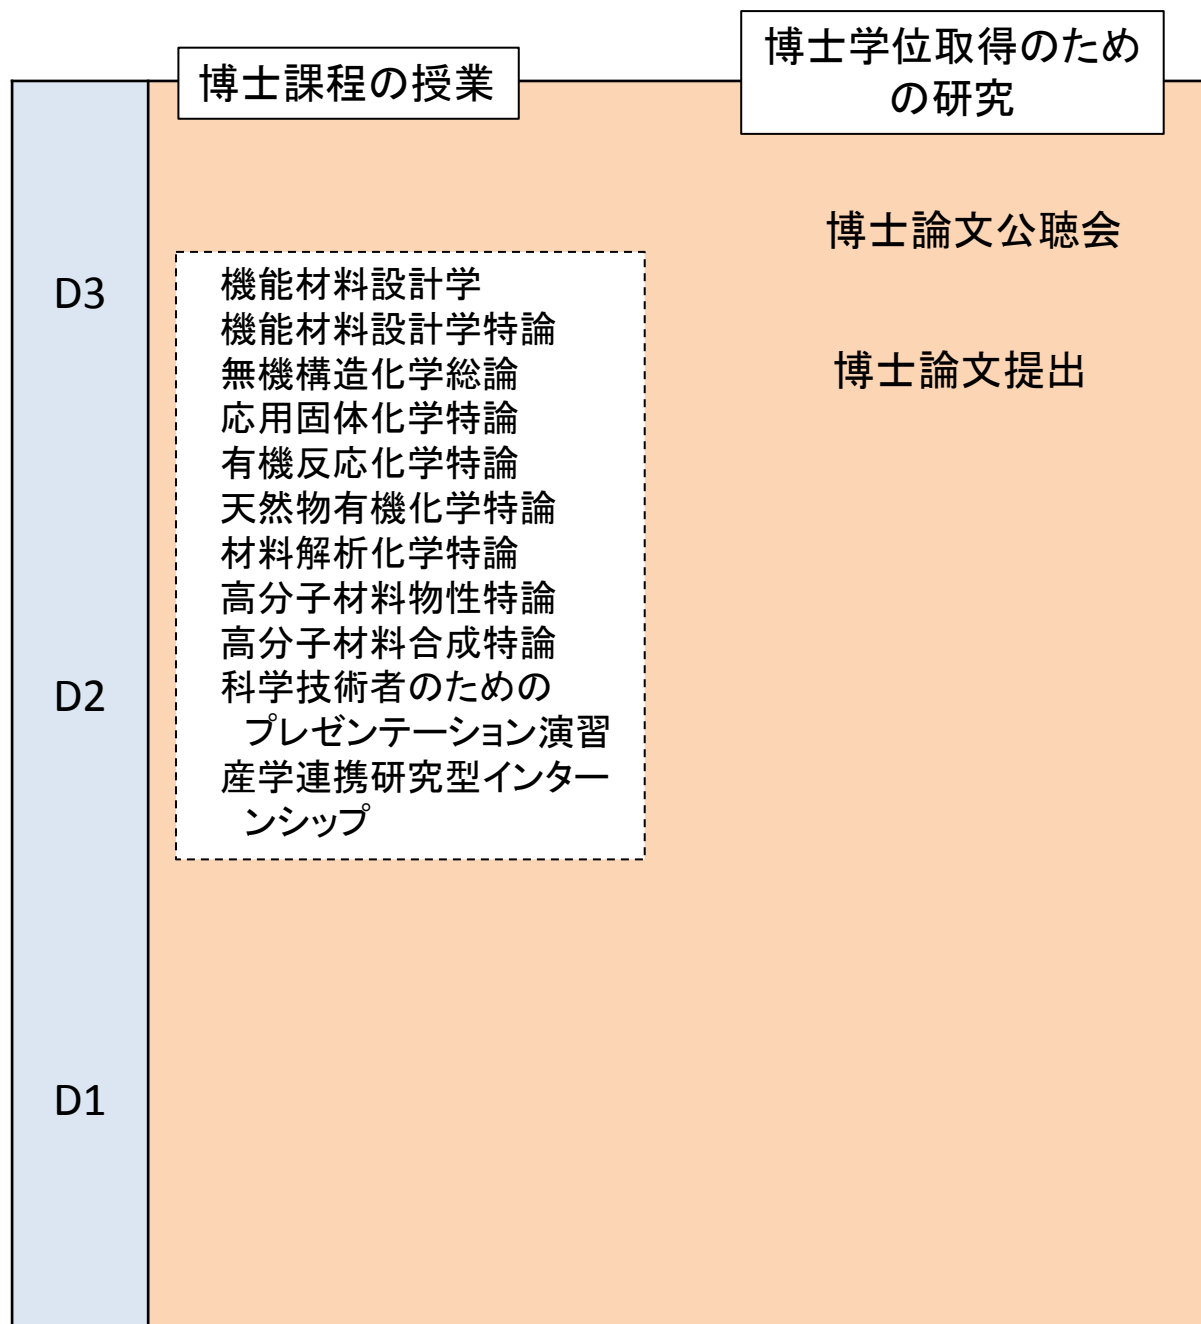 博士課程の授業
博士学位取得のため
の研究
D3
機能材料設計学
機能材料設計学特論
無機構造化学総論
応用固体化学特論
有機反応化学特論
天然物有機化学特論
材料解析化学特論
高分子材料物性特論
高分子材料合成特論
科学技術者のための
プレゼンテーション演習
産学連携研究型インター
ンシップ
博士論文公聴会
博士論文提出
D2
D1